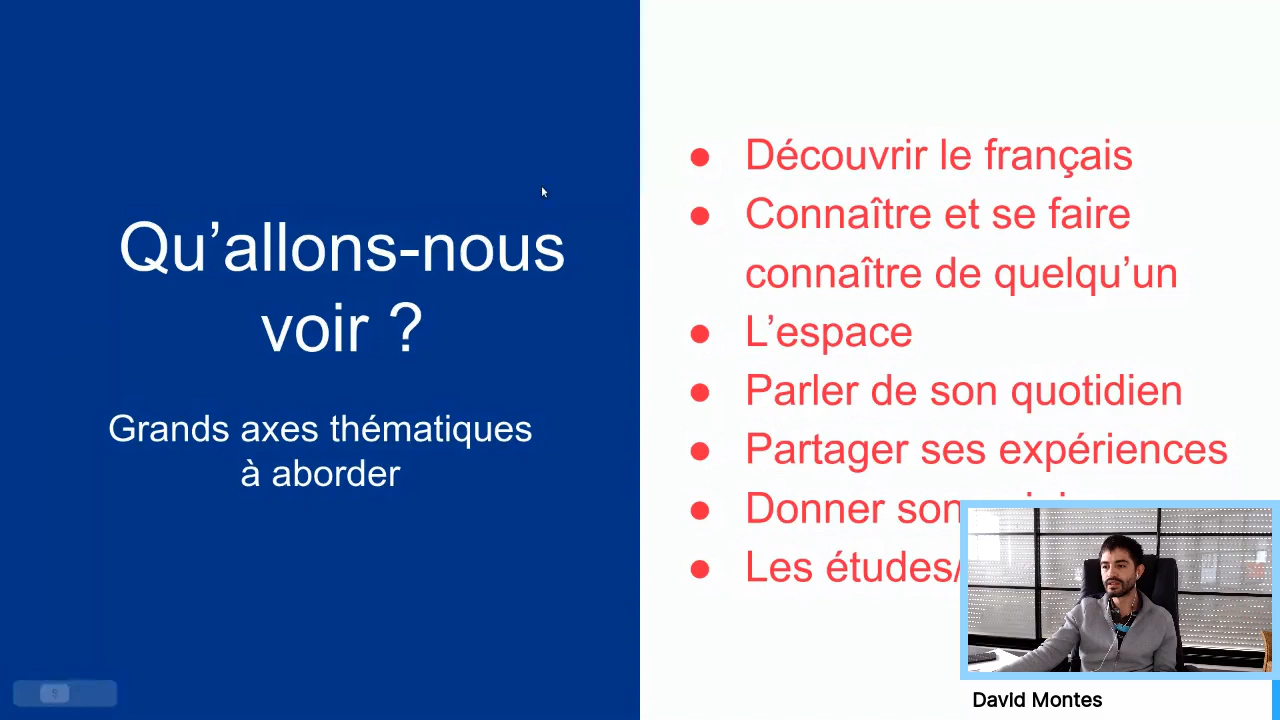 Qu’allons-nous
voir ?
Grands axes thématiques
à aborder
● Découvrir le français
● Connaître et se faire
connaître de quelqu’un
● L’espace
● Parler de son quotidien
● Partager ses expériences
● Donner son
● Les études/
9
David Montes